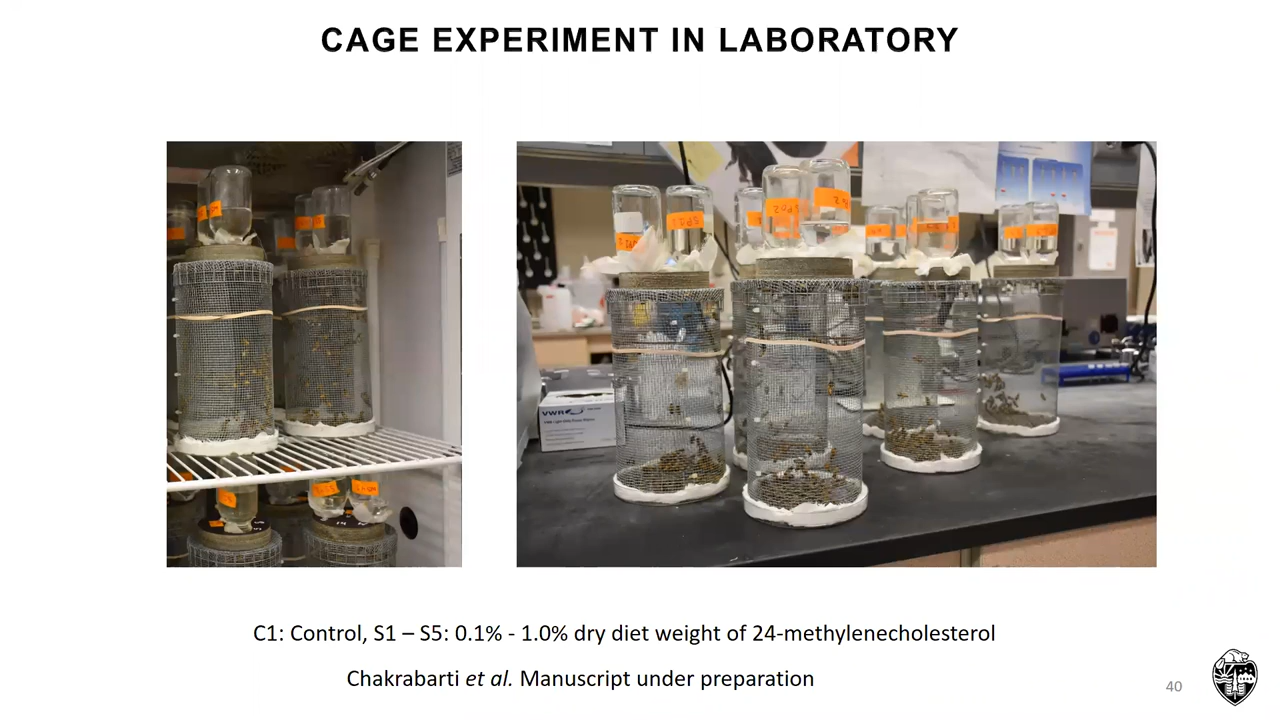 CAGE EXPERIMENT IN LABORATORY
VWR
C1: Control, S1 – S5: 0.1% - 1.0% dry diet weight of 24-methylenecholesterol
Chakrabarti et al. Manuscript under preparation
40